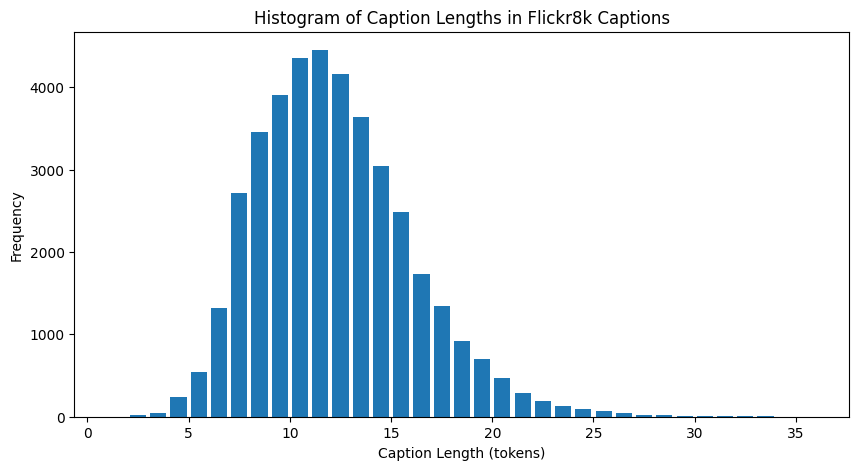 Histogram of Caption Lengths in Flickr8k Captions
Frequency
4000
3000
2000
1000
0
0 5 10 15 20 25 30 35
Caption Length (tokens)